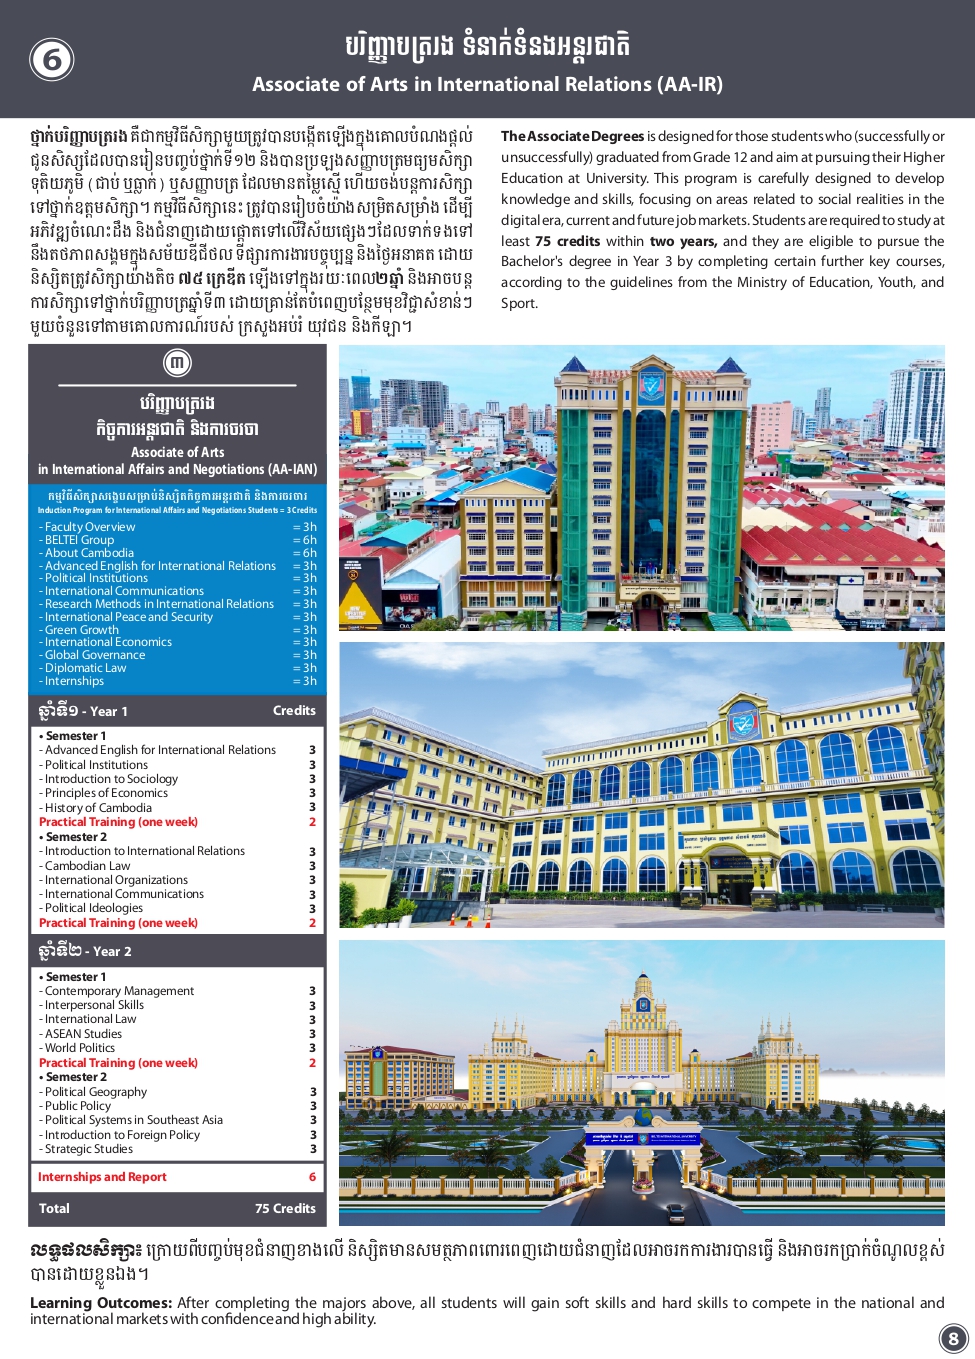 6
បរិញ្ញាបត្ររង ទំនាក់ទំនងអន្តរជាតិ
Associate of Arts in International Relations (AA-IR)
ថ្នាក់បរិញ្ញាបត្ររង គឺជាកម្មវិធីសិក្សាមួយត្រូវបានបង្កើតឡើងក្នុងគោលបំណងផ្តល់
ជូនសិស្សដែលបានរៀនបញ្ចប់ថ្នាក់ទី១២ និងបានប្រឡងសញ្ញាបត្រមធ្យមសិក្សា
ទុតិយភូមិ (ជាប់ ឬធ្លាក់) ឬសញ្ញាបត្រ ដែលមានតម្លៃស្មើ ហើយចង់បន្តការសិក្សា
ទៅថ្នាក់ឧត្តមសិក្សា។ កម្មវិធីសិក្សានេះ ត្រូវបានរៀបចំយ៉ាងសម្រិតសម្រាំង ដើម្បី
អភិវឌ្ឍចំណេះដឹង និងជំនាញដោយផ្តោតទៅលើវិស័យផ្សេងៗដែលទាក់ទងទៅ
នឹងតថភាពសង្គមក្នុងសម័យឌីជីថល ទីផ្សារការងារបច្ចុប្បន្ន និងថ្ងៃអនាគត ដោយ
និស្សិតត្រូវសិក្សាយ៉ាងតិច ៧៥ ក្រេឌីត ឡើងទៅក្នុងរយៈពេល២ឆ្នាំ និងអាចបន្ត
ការសិក្សាទៅថ្នាក់បរិញ្ញាបត្រឆ្នាំទី៣ ដោយគ្រាន់តែបំពេញបន្ថែមមុខវិជ្ជាសំខាន់ៗ
មួយចំនួនទៅតាមគោលការណ៍របស់ ក្រសួងអប់រំ យុវជន និងកីឡា។
The Associate Degrees is designed for those students who (successfully or
unsuccessfully) graduated from Grade 12 and aim at pursuing their Higher
Education at University. This program is carefully designed to develop
knowledge and skills, focusing on areas related to social realities in the
digital era, current and future job markets. Students are required to study at
least 75 credits within two years, and they are eligible to pursue the
Bachelor's degree in Year 3 by completing certain further key courses,
according to the guidelines from the Ministry of Education, Youth, and
Sport.
៣
បរិញ្ញាបត្ររង
កិច្ចការអន្តរជាតិ និងការចរចា
Associate of Arts
in International Affairs and Negotiations (AA-IAN)
កម្មវិធីសិក្សាសង្ខេបសម្រាប់និស្សិតកិច្ចការអន្តរជាតិ និងការចរចារ
Induction Program for International Affairs and Negotiations Students = 3 Credits
- Faculty Overview = 3h
- BELTEI Group = 6h
- About Cambodia = 6h
- Advanced English for International Relations = 3h
- Political Institutions = 3h
- International Communications = 3h
- Research Methods in International Relations = 3h
- International Peace and Security = 3h
- Green Growth = 3h
- International Economics = 3h
- Global Governance = 3h
- Diplomatic Law = 3h
- Internships = 3h
ឆ្នាំទី១ - Year 1 Credits
• Semester 1
- Advanced English for International Relations 3
- Political Institutions 3
- Introduction to Sociology 3
- Principles of Economics 3
- History of Cambodia 3
Practical Training (one week) 2
• Semester 2
- Introduction to International Relations 3
- Cambodian Law 3
- International Organizations 3
- International Communications 3
- Political Ideologies 3
Practical Training (one week) 2
ឆ្នាំទី២ - Year 2
• Semester 1
- Contemporary Management 3
- Interpersonal Skills 3
- International Law 3
- ASEAN Studies 3
- World Politics 3
Practical Training (one week) 2
• Semester 2
- Political Geography 3
- Public Policy 3
- Political Systems in Southeast Asia 3
- Introduction to Foreign Policy 3
- Strategic Studies 3
Internships and Report 6
Total 75 Credits
លទ្ធផលសិក្សា៖ ក្រោយពីបញ្ចប់មុខជំនាញខាងលើ និស្សិតមានសមត្ថភាពពោរពេញដោយជំនាញដែលអាចរកការងារបានធ្វើ និងអាចរកប្រាក់ចំណូលខ្ពស់
បានដោយខ្លួនឯង។
Learning Outcomes: After completing the majors above, all students will gain soft skills and hard skills to compete in the national and
international markets with confidence and high ability.
8